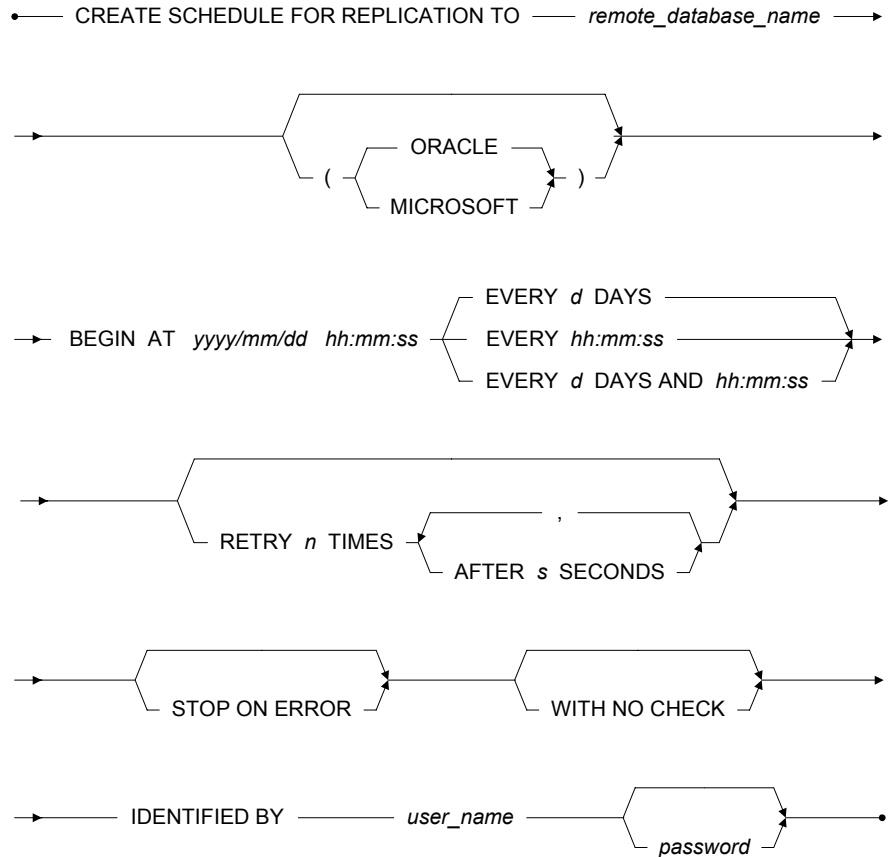 CREATE SCHEDULE FOR REPLICATION TO remote_database_name
ORACLE
( )
MICROSOFT
EVERY d DAYS
BEGIN AT yyyy/mm/dd hh:mm:ss EVERY hh:mm:ss
EVERY d DAYS AND hh:mm:ss
,
RETRY n TIMES
AFTER s SECONDS
STOP ON ERROR WITH NO CHECK
IDENTIFIED BY user_name
password